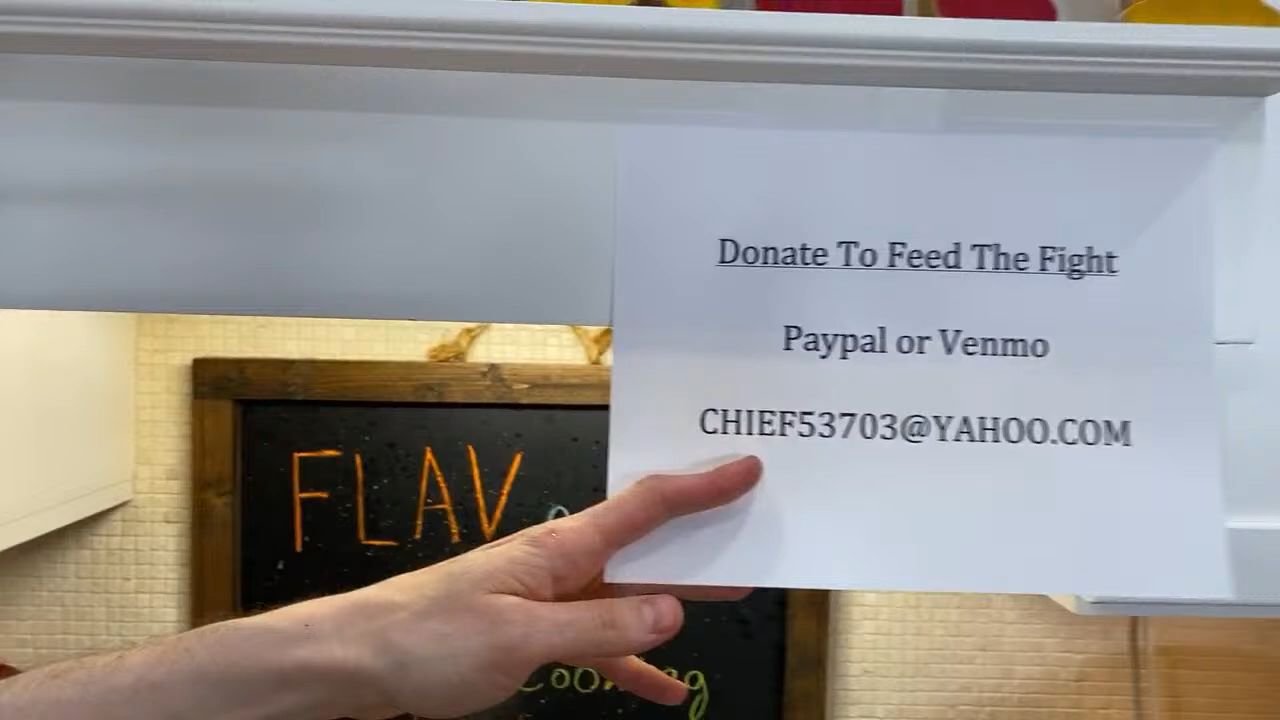 Donate To Feed The Fight
Paypal or Venmo
CHIEF53703@YAHOO.COM
FLAV